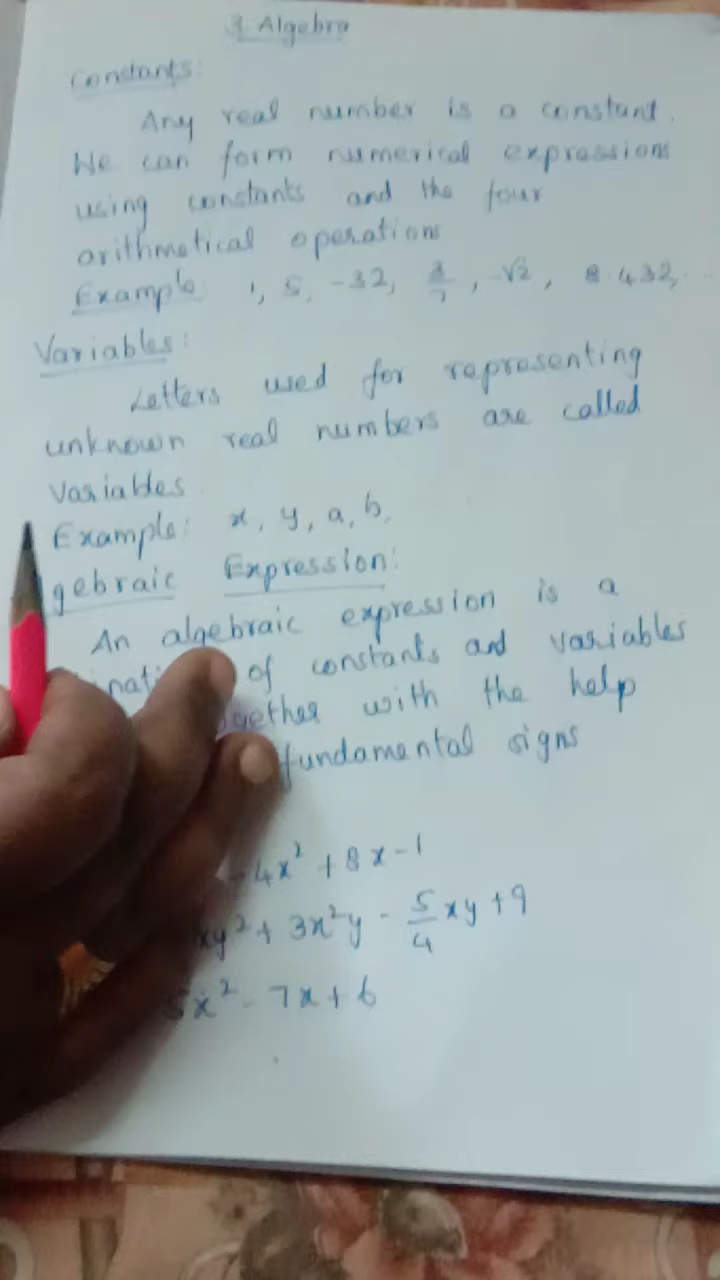 3 Algebra
Constants:
Any real number is a constant.
We can form numerical expressions
using constants and the four
arithmetical operations
Example: 1, 5, -32, 3/7, -√2, 8.432, ...
Variables:
Letters used for representing
unknown real numbers are called
Variables.
Example: x, y, a, b.
gebraic Expression:
An algebraic expression is a
of constants and variables
gether with the help
fundamental signs
-4x² + 8x - 1
xy² + 3x²y - 5/4 xy + 9
5x² - 7x + 6